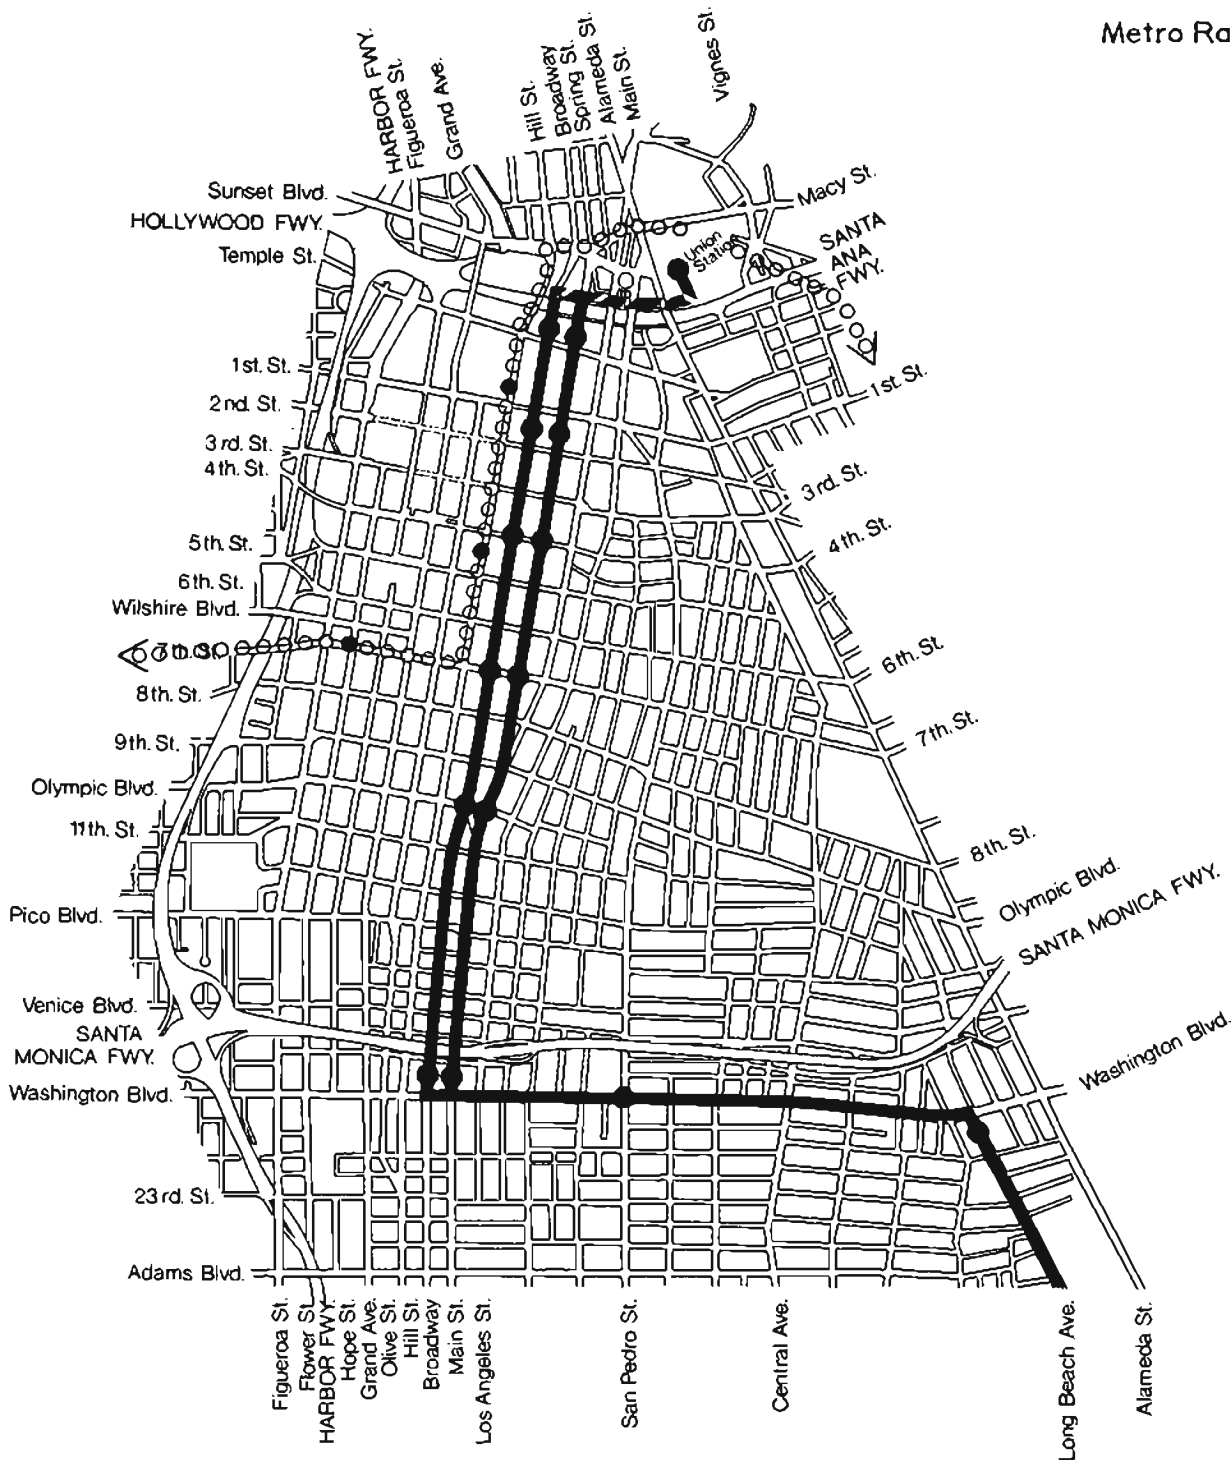 Metro Ra
HARBOR FWY.
Figueroa St.
Grand Ave.
Hill St.
Broadway
Spring St.
Alameda St.
Main St.
Vignes St.
Sunset Blvd.
HOLLYWOOD FWY.
Temple St.
Macy St.
Union
Station
SANTA
ANA
FWY.
1st. St.
2nd. St.
3rd. St.
4th. St.
5th. St.
6th. St.
Wilshire Blvd.
7th. St.
8th. St.
9th. St.
Olympic Blvd.
11th. St.
Pico Blvd.
Venice Blvd.
SANTA
MONICA FWY.
Washington Blvd.
23rd. St.
Adams Blvd.
1st. St.
3rd. St.
4th. St.
6th. St.
7th. St.
8th. St.
Olympic Blvd.
SANTA MONICA FWY.
Washington Blvd.
Figueroa St.
Flower St.
HARBOR FWY.
Hope St.
Grand Ave.
Olive St.
Hill St.
Broadway
Main St.
Los Angeles St.
San Pedro St.
Central Ave.
Long Beach Ave.
Alameda St.